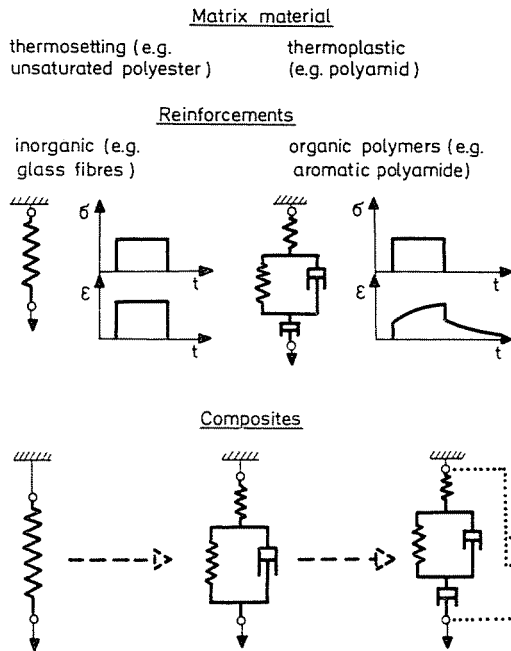 Matrix material
thermosetting (e.g.
unsaturated polyester)
thermoplastic
(e.g. polyamid)
Reinforcements
inorganic (e.g.
glass fibres)
organic polymers (e.g.
aromatic polyamide)
σ
t
ε
t
σ
t
ε
t
Composites